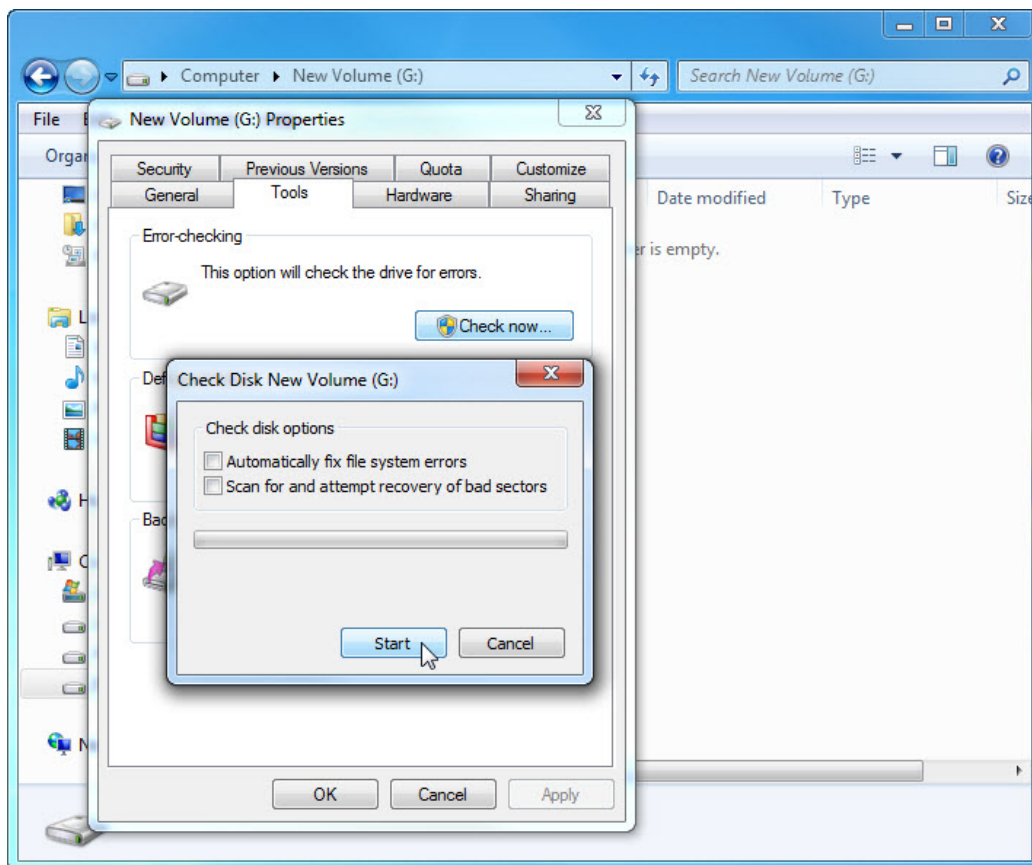 Computer ▸ New Volume (G:)
Search New Volume (G:)
File
New Volume (G:) Properties
Organ
Security Previous Versions Quota Customize
General Tools Hardware Sharing
Date modified Type Size
Error-checking
is empty.
This option will check the drive for errors.
Check now...
Def
Check Disk New Volume (G:)
Check disk options
Automatically fix file system errors
Scan for and attempt recovery of bad sectors
Bac
Start Cancel
OK Cancel Apply